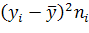 (yᵢ − ȳ)²nᵢ